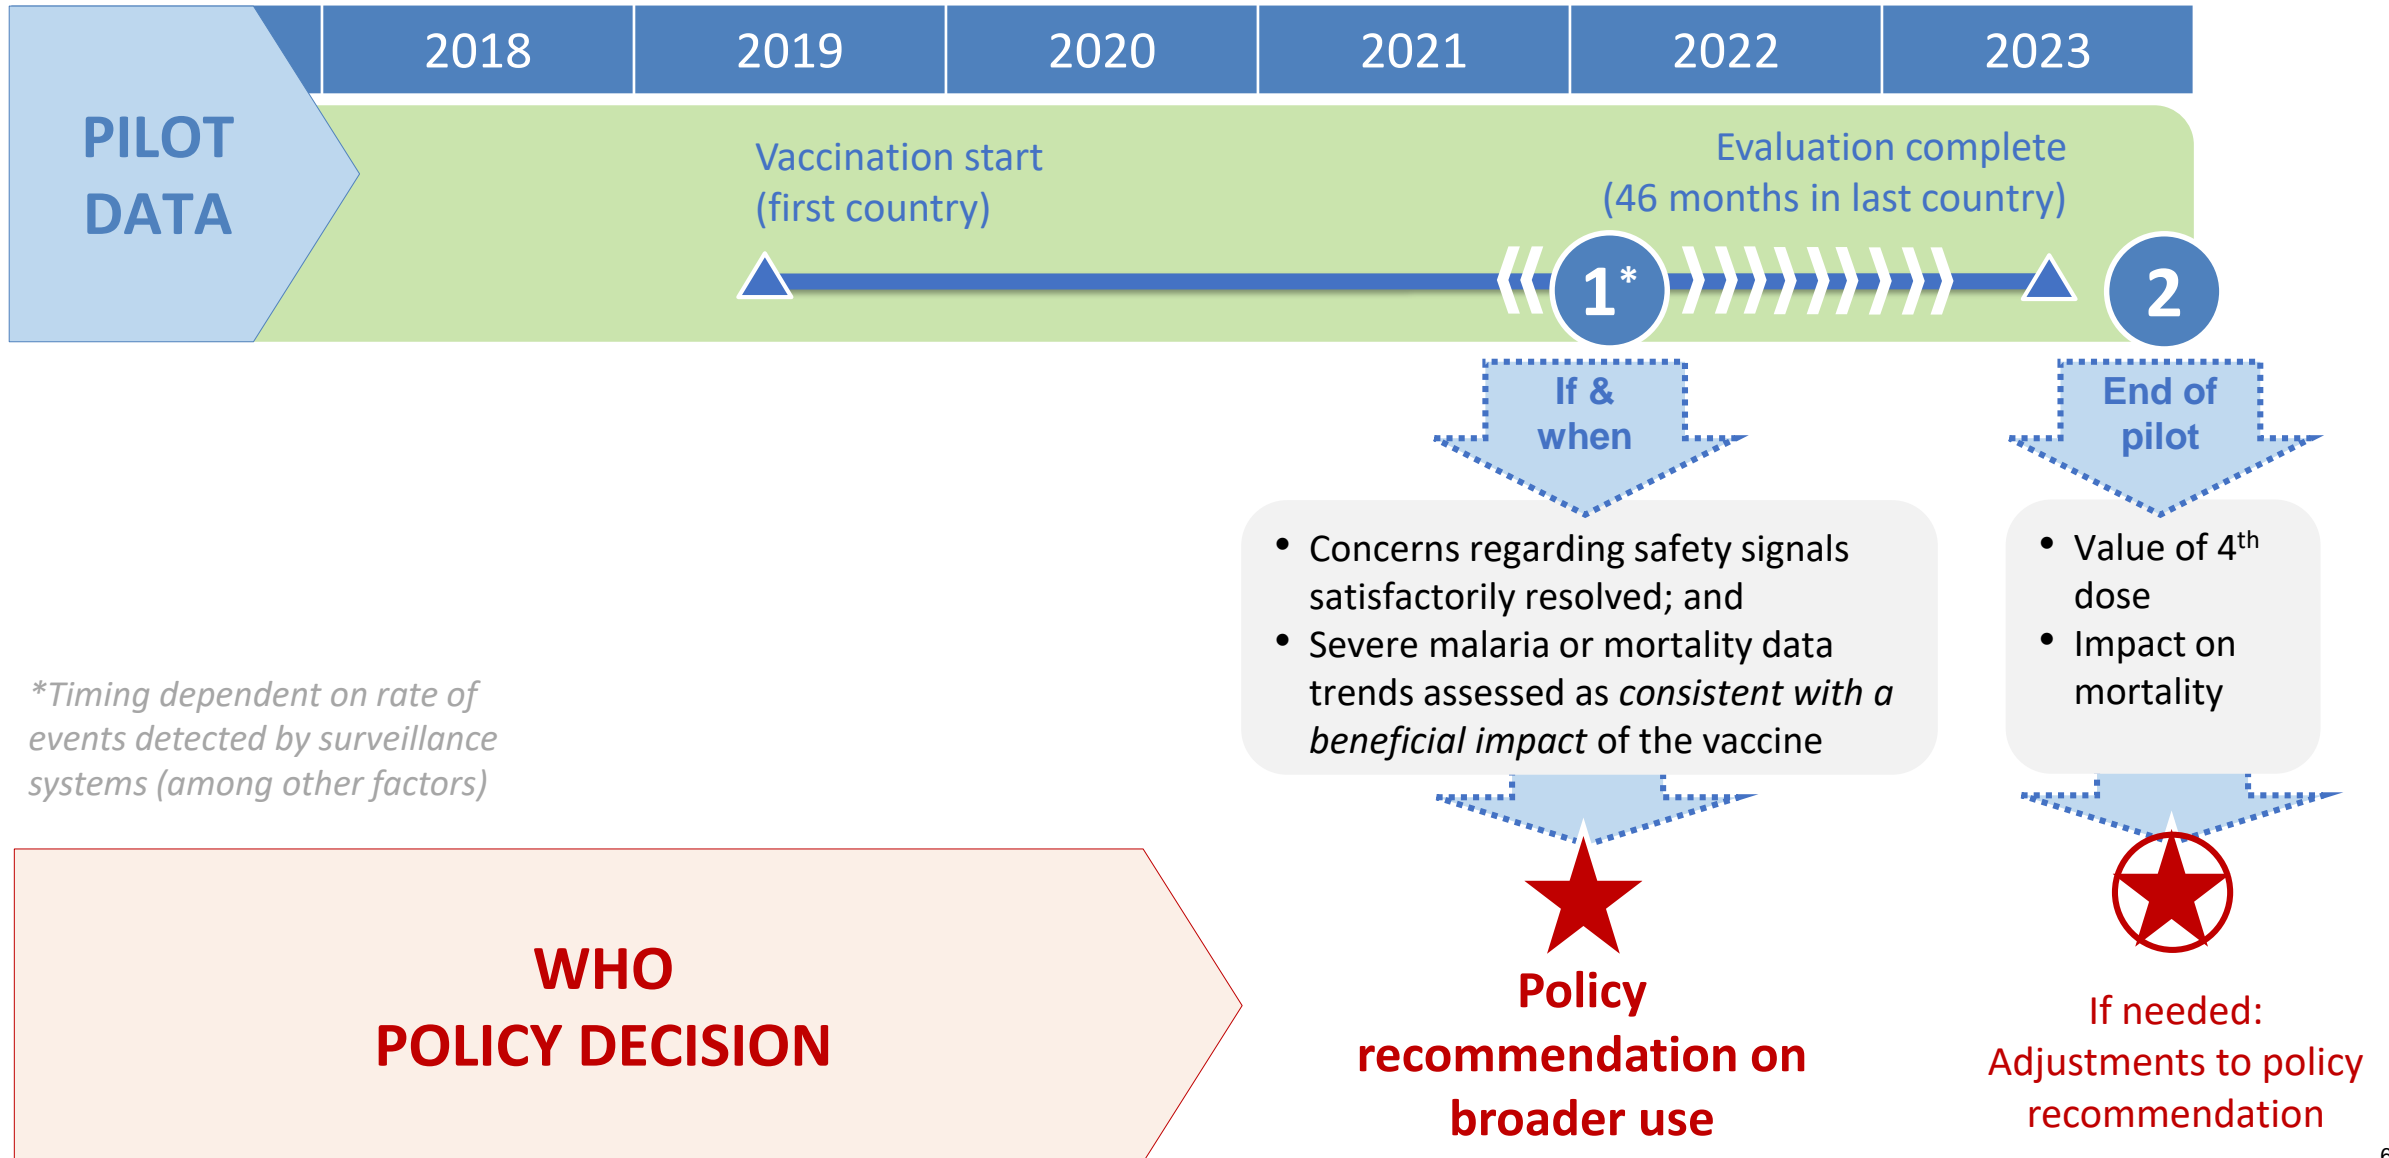 2018 2019 2020 2021 2022 2023
PILOT
DATA
Vaccination start
(first country)
Evaluation complete
(46 months in last country)
1*
2
If &
when
End of
pilot
• Concerns regarding safety signals
satisfactorily resolved; and
• Severe malaria or mortality data
trends assessed as consistent with a
beneficial impact of the vaccine
• Value of 4th
dose
• Impact on
mortality
*Timing dependent on rate of
events detected by surveillance
systems (among other factors)
WHO
POLICY DECISION
Policy
recommendation on
broader use
If needed:
Adjustments to policy
recommendation